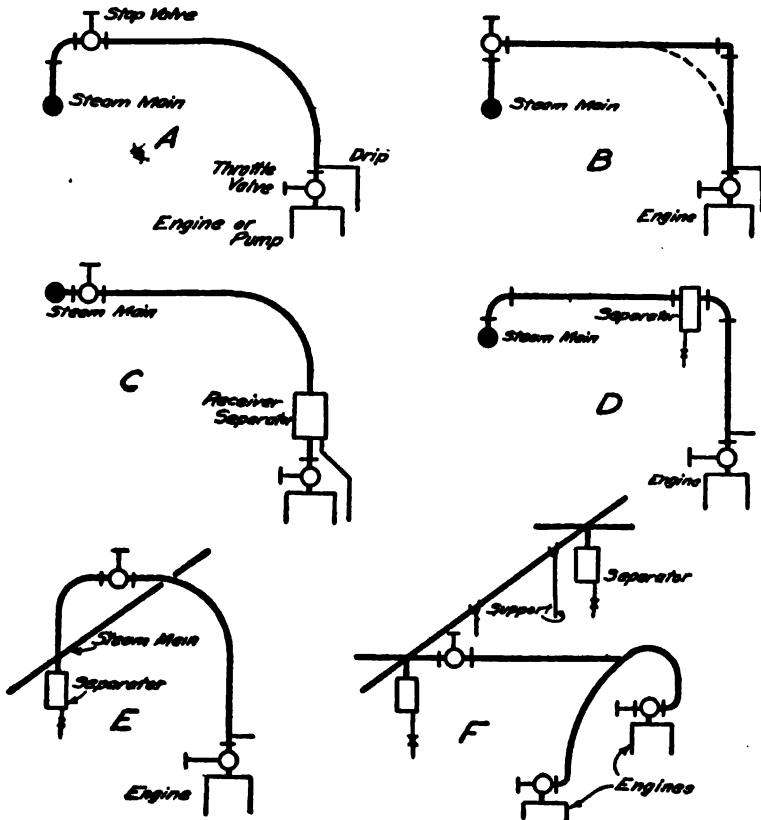 Stop Valve
Steam Main
A
Throttle
Valve
Drip
Engine or
Pump
Steam Main
B
Engine
Steam Main
C
Receiver
Separator
Separator
Steam Main
D
Engine
Steam Main
Separator
E
Engine
Separator
Support
F
Engines